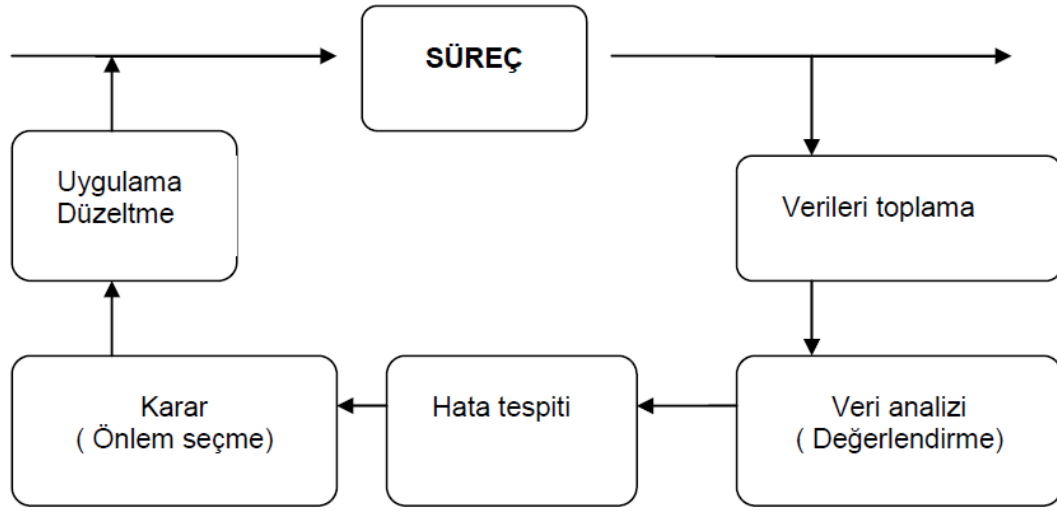 SÜREÇ
Uygulama
Düzeltme
Verileri toplama
Karar
( Önlem seçme)
Hata tespiti
Veri analizi
( Değerlendirme)